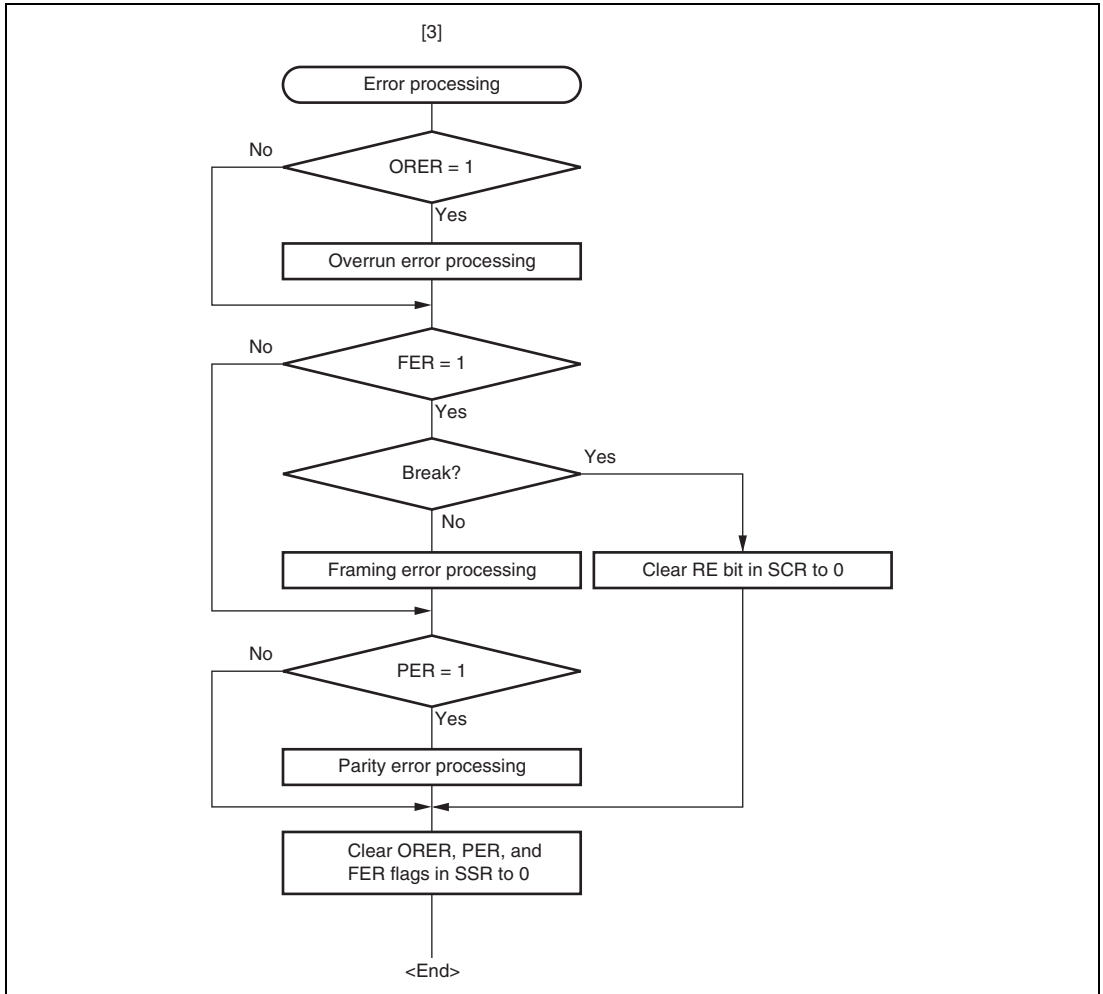 [3]
Error processing
No
ORER = 1
Yes
Overrun error processing
No
FER = 1
Yes
Break?
Yes
No
Framing error processing
Clear RE bit in SCR to 0
No
PER = 1
Yes
Parity error processing
Clear ORER, PER, and
FER flags in SSR to 0
<End>